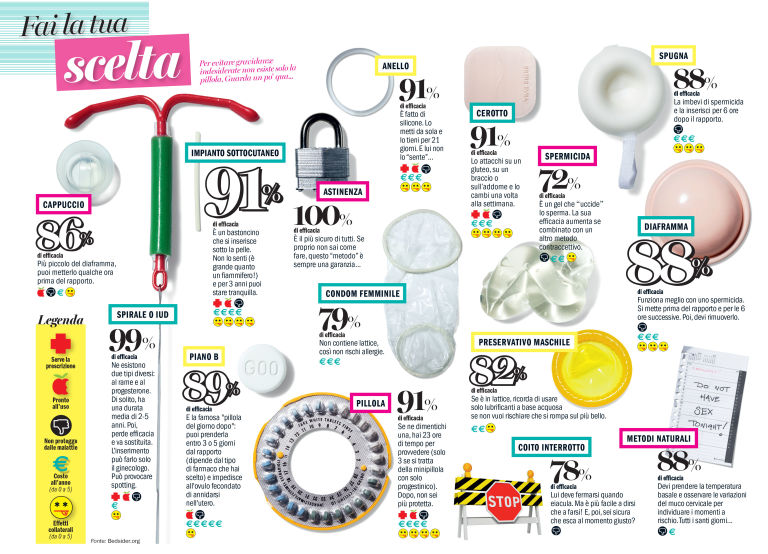 Fai la tua
scelta
Per evitare gravidanze
indesiderate non esiste solo la
pillola. Guarda un po' qua...
CAPPUCCIO
86%
di efficacia
Più piccolo del diaframma,
puoi metterlo qualche ora
prima del rapporto.
SPIRALE O IUD
99%
di efficacia
Ne esistono
due tipi diversi:
al rame e al
progesterone.
Di solito, ha
una durata
media di 2-5
anni. Poi,
perde efficacia
e va sostituita.
L'inserimento
può farlo solo
il ginecologo.
Può provocare
spotting.
Legenda
Serve la
prescrizione
Pronto
all'uso
Non protegge
dalle malattie
Costo
all'anno
(da 0 a 5)
Effetti
collaterali
(da 0 a 5)
Fonte: Bedsider.org
IMPIANTO SOTTOCUTANEO
91%
di efficacia
È un bastoncino
che si inserisce
sotto la pelle.
Non lo senti (è
grande quanto
un fiammifero!)
e per 3 anni puoi
stare tranquilla.
€€€€
PIANO B
89%
di efficacia
È la famosa "pillola
del giorno dopo":
puoi prenderla
entro 3 o 5 giorni
dal rapporto
(dipende dal tipo
di farmaco che hai
scelto) e impedisce
all'ovulo fecondato
di annidarsi
nell'utero.
€€€€€
GOO
ASTINENZA
100%
di efficacia
È il più sicuro di tutti. Se
proprio non sai come
fare, questo "metodo" è
sempre una garanzia...
CONDOM FEMMINILE
79%
di efficacia
Non contiene lattice,
così non rischi allergie.
€€€
PILLOLA
91%
di efficacia
Se ne dimentichi
una, hai 23 ore
di tempo per
provvedere (solo
3 se si tratta
della minipillola
con solo
progestinico).
Dopo, non sei
più protetta.
ANELLO
91%
di efficacia
È fatto di
silicone. Lo
metti da sola e
lo tieni per 21
giorni. E lui non
lo "sente"...
€€€
CEROTTO
91%
di efficacia
Lo attacchi su un
gluteo, su un
braccio o
sull'addome e lo
cambi una volta
alla settimana.
€€€
SPERMICIDA
72%
di efficacia
È un gel che "uccide"
lo sperma. La sua
efficacia aumenta se
combinato con un
altro metodo
contraccettivo.
SPUGNA
88%
di efficacia
La imbevi di spermicida
e la inserisci per 6 ore
dopo il rapporto.
€€€
DIAFRAMMA
88%
di efficacia
Funziona meglio con uno spermicida.
Si mette prima del rapporto e per le 6
ore successive. Poi, devi rimuoverlo.
PRESERVATIVO MASCHILE
82%
di efficacia
Se è in lattice, ricorda di usare
solo lubrificanti a base acquosa
se non vuoi rischiare che si rompa sul più bello.
€€
COITO INTERROTTO
78%
di efficacia
Lui deve fermarsi quando
eiacula. Ma è più facile a dirsi
che a farsi! E, poi, sei sicura
che esca al momento giusto?
STOP
DO NOT
HAVE
SEX
TONIGHT!
METODI NATURALI
88%
di efficacia
Devi prendere la temperatura
basale e osservare le variazioni
del muco cervicale per
individuare i momenti a
rischio. Tutti i santi giorni...